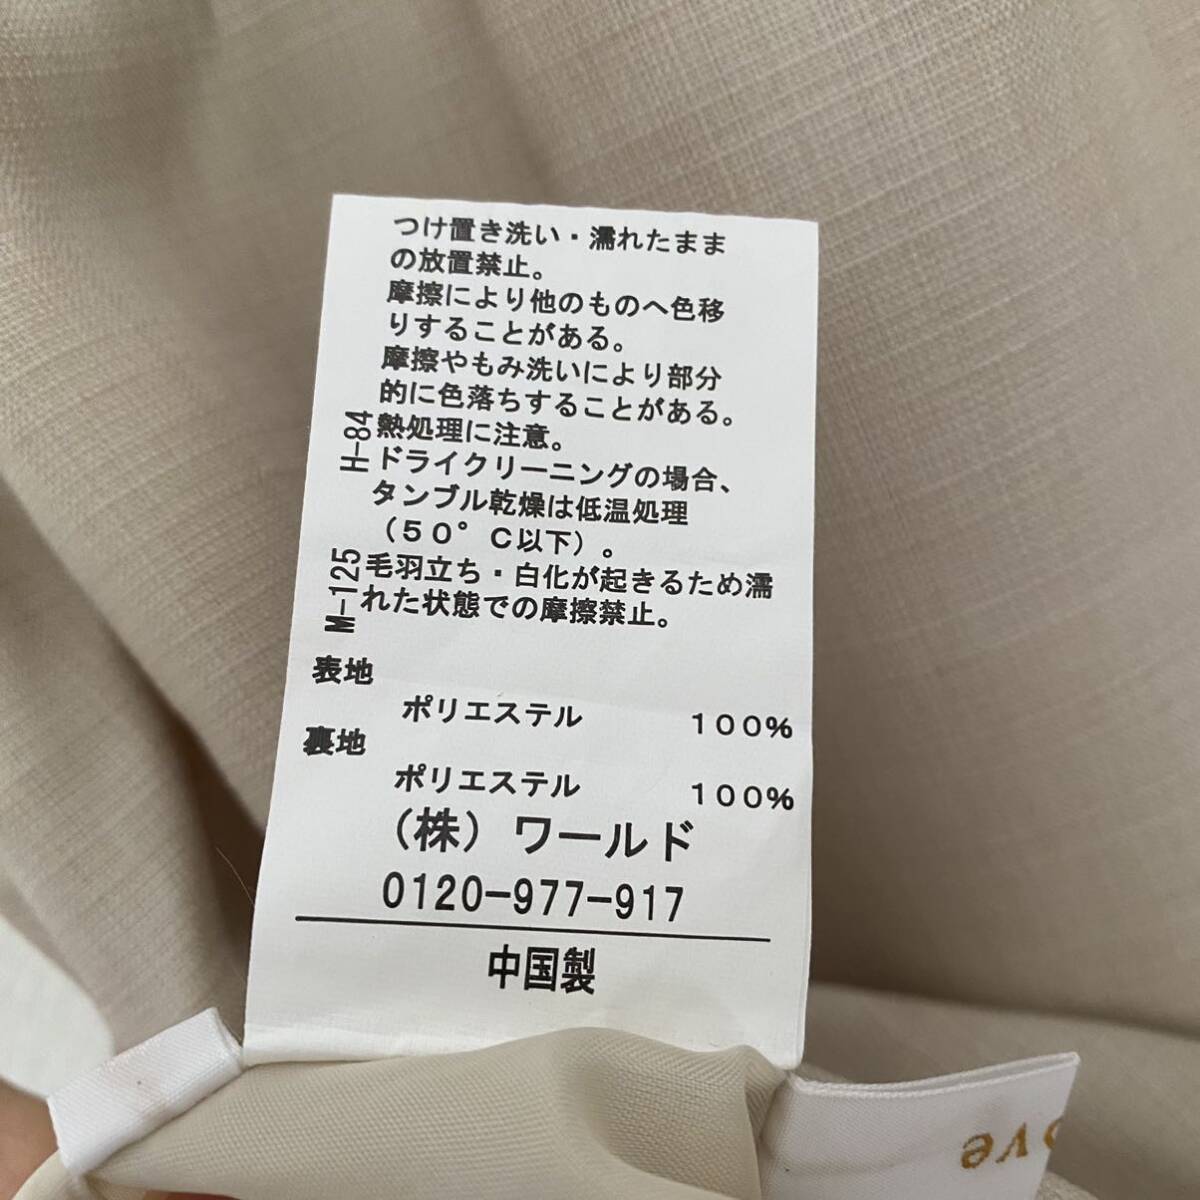 つけ置き洗い・濡れたまま
の放置禁止。
摩擦により他のものへ色移
りすることがある。
摩擦やもみ洗いにより部分
的に色落ちすることがある。
熱処理に注意。
ドライクリーニングの場合、
タンブル乾燥は低温処理
（５０°Ｃ以下）。
毛羽立ち・白化が起きるため濡
れた状態での摩擦禁止。
H-84
M-125
表地
ポリエステル 100%
裏地
ポリエステル 100%
（株）ワールド
0120-977-917
中国製
ove